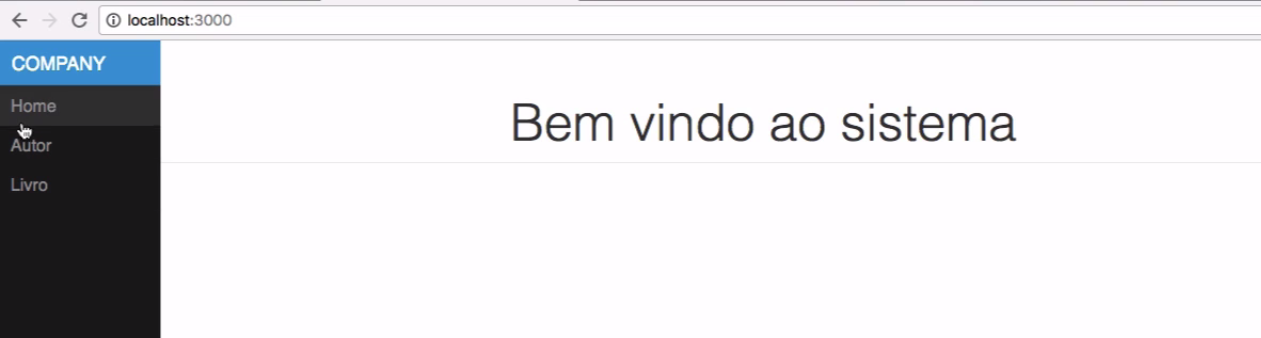 localhost:3000
COMPANY
Home
Autor
Livro
Bem vindo ao sistema